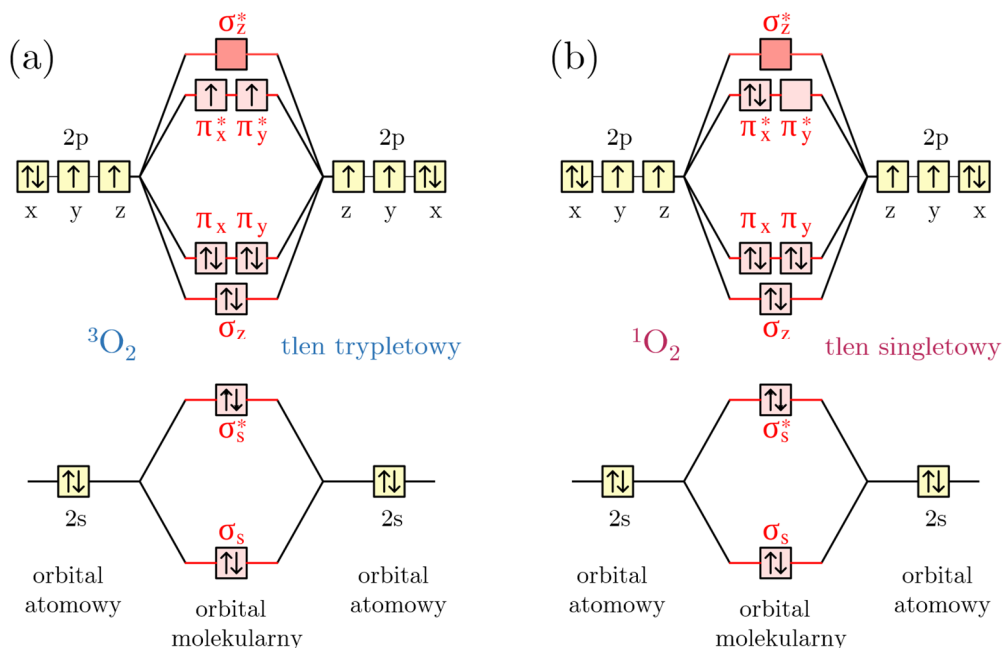 (a)
σ*z
π*x π*y
2p 2p
x y z z y x
πx πy
σz
³O₂ tlen trypletowy
σ*s
2s 2s
σs
orbital atomowy
orbital molekularny
orbital atomowy
(b)
σ*z
π*x π*y
2p 2p
x y z z y x
πx πy
σz
¹O₂ tlen singletowy
σ*s
2s 2s
σs
orbital atomowy
orbital molekularny
orbital atomowy